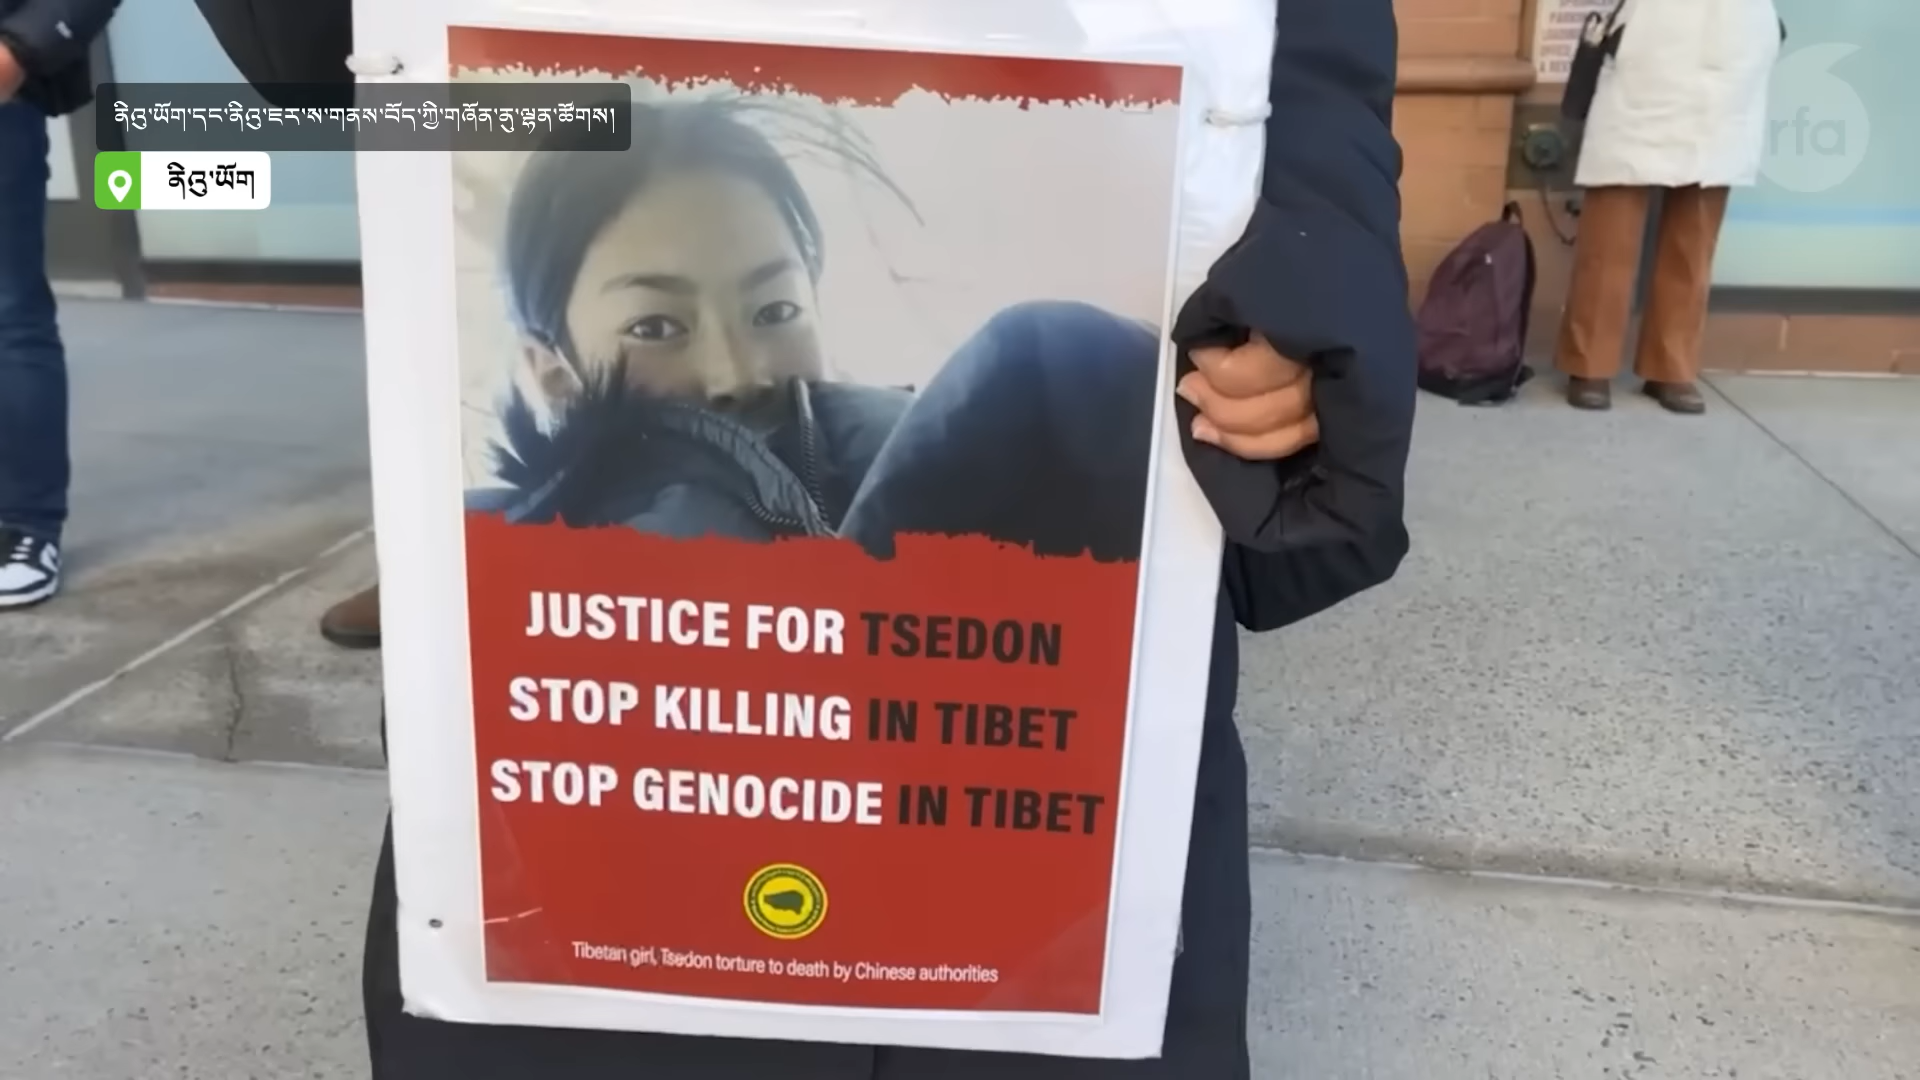 ནིའུ་ཡོག་དང་ནིའུ་ཇར་ས་གནས་བོད་ཀྱི་གཞོན་ནུ་ལྷན་ཚོགས།
ནིའུ་ཡོག
rfa
JUSTICE FOR TSEDON
STOP KILLING IN TIBET
STOP GENOCIDE IN TIBET
Tibetan girl, Tsedon torture to death by Chinese authorities